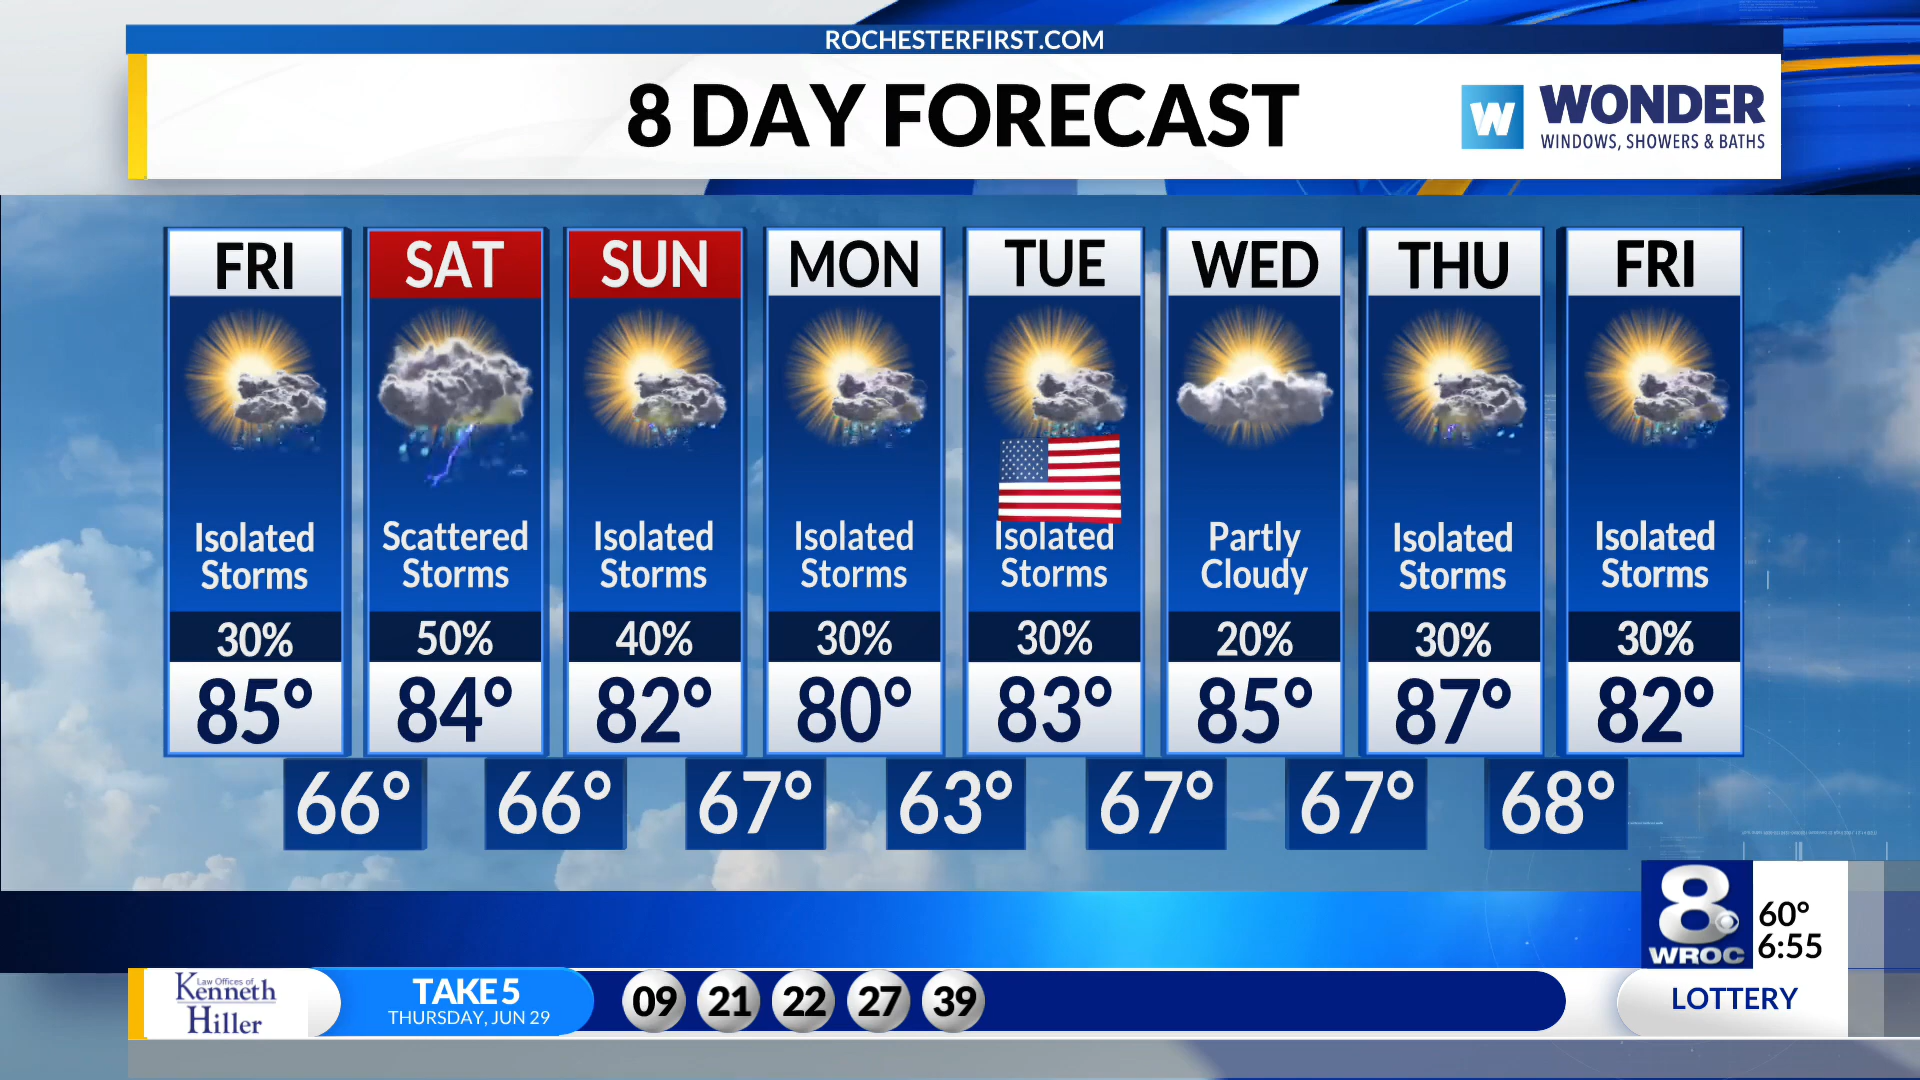 ROCHESTERFIRST.COM
8 DAY FORECAST
W WONDER
WINDOWS, SHOWERS & BATHS
FRI SAT SUN MON TUE WED THU FRI
Isolated Scattered Isolated Isolated Isolated Partly Isolated Isolated
Storms Storms Storms Storms Storms Cloudy Storms Storms
30% 50% 40% 30% 30% 20% 30% 30%
85° 84° 82° 80° 83° 85° 87° 82°
66° 66° 67° 63° 67° 67° 68°
8 60°
WROC 6:55
Law Offices of
Kenneth
Hiller
TAKE 5
THURSDAY, JUN 29
09 21 22 27 39
LOTTERY